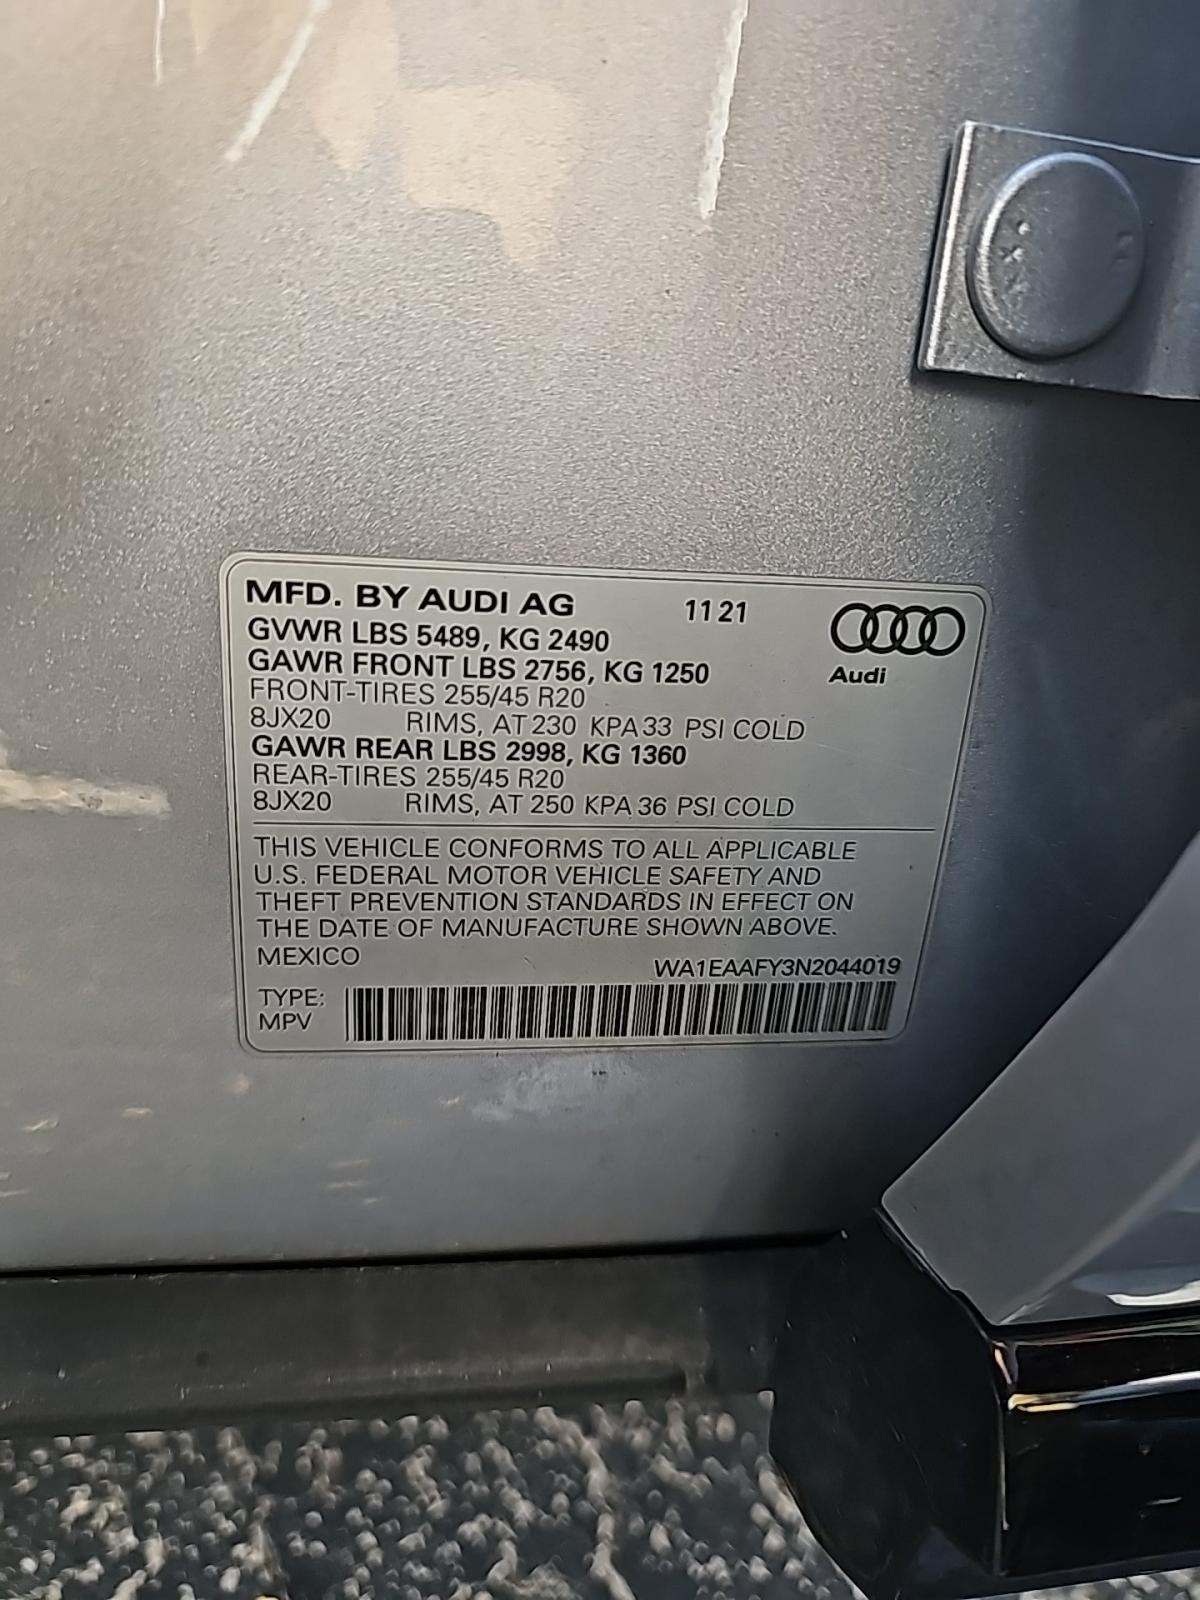 MFD. BY AUDI AG 11 21
GVWR LBS 5489, KG 2490
GAWR FRONT LBS 2756, KG 1250
Audi
FRONT-TIRES 255/45 R20
8JX20 RIMS, AT 230 KPA 33 PSI COLD
GAWR REAR LBS 2998, KG 1360
REAR-TIRES 255/45 R20
8JX20 RIMS, AT 250 KPA 36 PSI COLD
THIS VEHICLE CONFORMS TO ALL APPLICABLE
U.S. FEDERAL MOTOR VEHICLE SAFETY AND
THEFT PREVENTION STANDARDS IN EFFECT ON
THE DATE OF MANUFACTURE SHOWN ABOVE.
MEXICO WA1EAAFY3N2044019
TYPE:
MPV